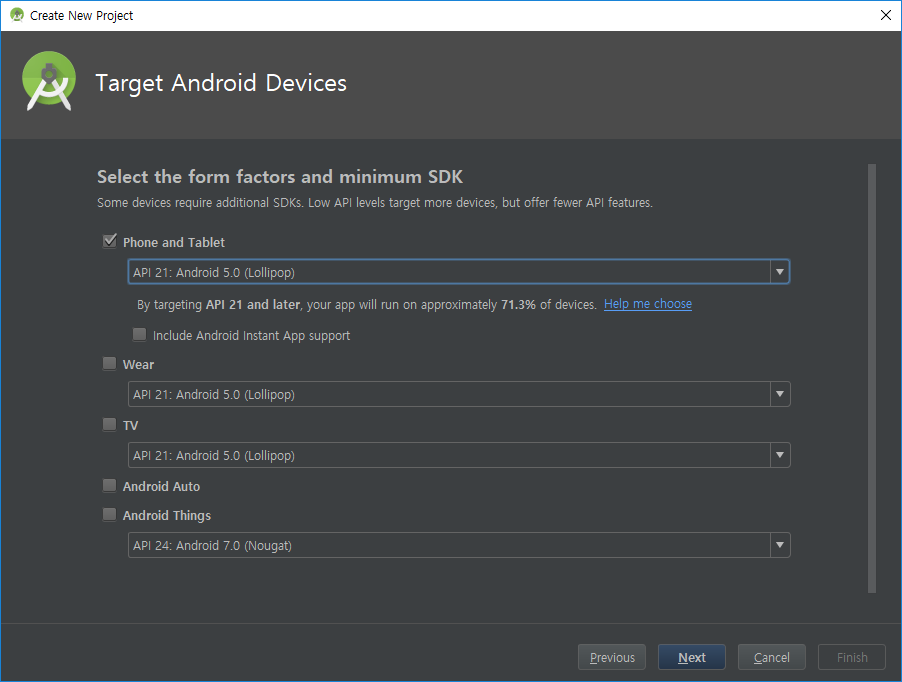 Create New Project
Target Android Devices
Select the form factors and minimum SDK
Some devices require additional SDKs. Low API levels target more devices, but offer fewer API features.
Phone and Tablet
API 21: Android 5.0 (Lollipop)
By targeting API 21 and later, your app will run on approximately 71.3% of devices. Help me choose
Include Android Instant App support
Wear
API 21: Android 5.0 (Lollipop)
TV
API 21: Android 5.0 (Lollipop)
Android Auto
Android Things
API 24: Android 7.0 (Nougat)
Previous Next Cancel Finish